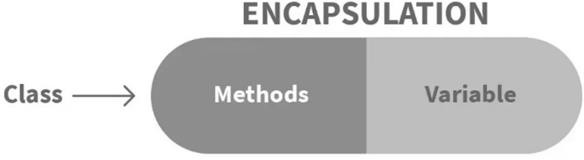 ENCAPSULATION
Class Methods Variable